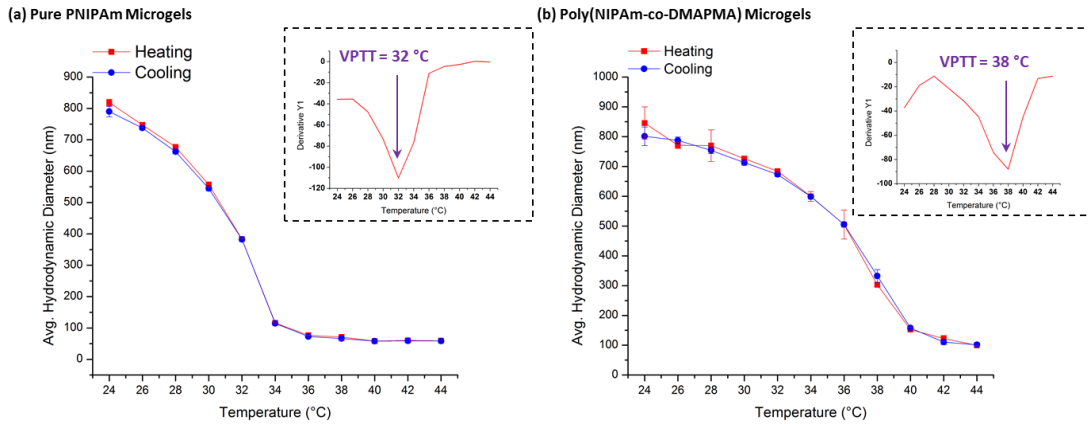 (a) Pure PNIPAm Microgels
Heating
Cooling
VPTT = 32 °C
Derivative Y1
0
-20
-40
-60
-80
-100
-120
24 26 28 30 32 34 36 38 40 42 44
Temperature (°C)
Avg. Hydrodynamic Diameter (nm)
900
800
700
600
500
400
300
200
100
0
24 26 28 30 32 34 36 38 40 42 44
Temperature (°C)
(b) Poly(NIPAm-co-DMAPMA) Microgels
Heating
Cooling
VPTT = 38 °C
Derivative Y1
0
-20
-40
-60
-80
-100
24 26 28 30 32 34 36 38 40 42 44
Temperature (°C)
Avg. Hydrodynamic Diameter (nm)
1000
900
800
700
600
500
400
300
200
100
0
24 26 28 30 32 34 36 38 40 42 44
Temperature (°C)